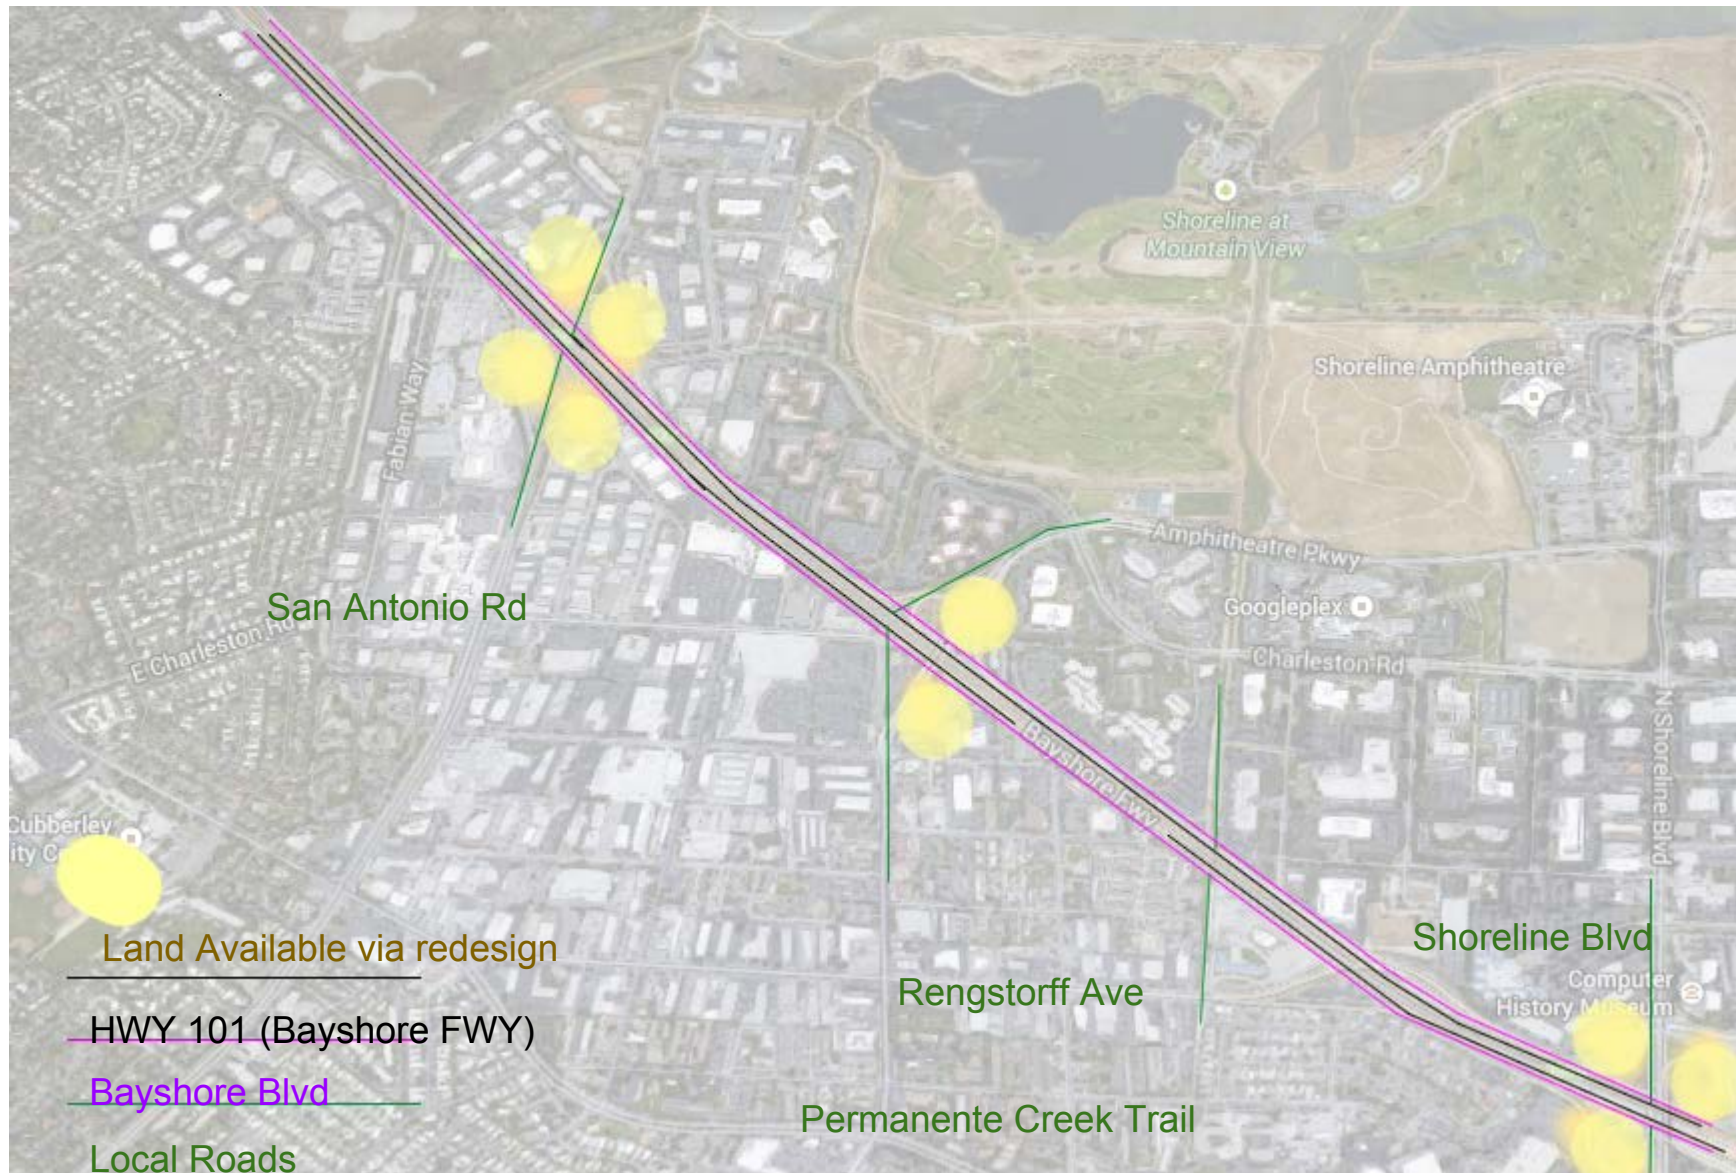 Shoreline at
Mountain View
Shoreline Amphitheatre
Fabian Way
Amphitheatre Pkwy
San Antonio Rd
Googleplex
E Charleston Rd
Charleston Rd
N Shoreline Blvd
Bayshore Fwy
Cubberley
ity C
Land Available via redesign
Shoreline Blvd
Rengstorff Ave
Computer
History Museum
HWY 101 (Bayshore FWY)
Bayshore Blvd
Permanente Creek Trail
Local Roads